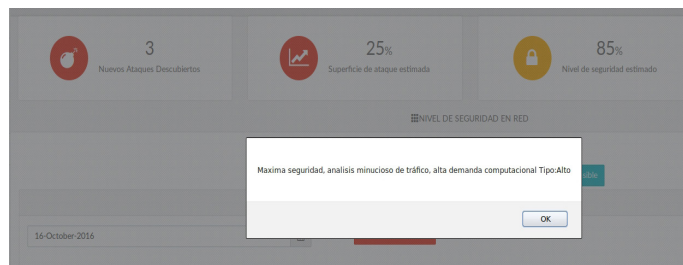 3
Nuevos Ataques Descubiertos
25%
Superficie de ataque estimada
85%
Nivel de seguridad estimado
NIVEL DE SEGURIDAD EN RED
Maxima seguridad, analisis minucioso de tráfico, alta demanda computacional Tipo:Alto
OK
16-October-2016